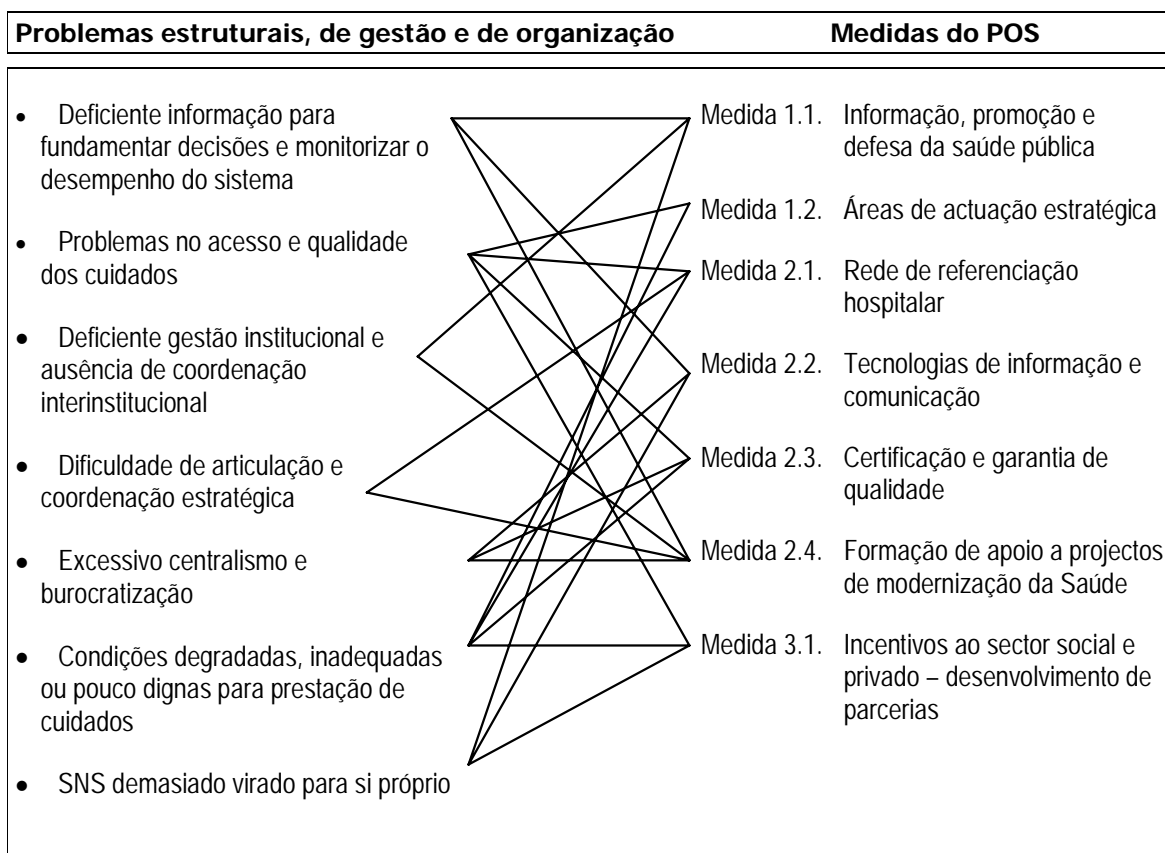 Problemas estruturais, de gestão e de organização
Medidas do POS
• Deficiente informação para
fundamentar decisões e monitorizar o
desempenho do sistema
• Problemas no acesso e qualidade
dos cuidados
• Deficiente gestão institucional e
ausência de coordenação
interinstitucional
• Dificuldade de articulação e
coordenação estratégica
• Excessivo centralismo e
burocratização
• Condições degradadas, inadequadas
ou pouco dignas para prestação de
cuidados
• SNS demasiado virado para si próprio
Medida 1.1. Informação, promoção e
defesa da saúde pública
Medida 1.2. Áreas de actuação estratégica
Medida 2.1. Rede de referenciação
hospitalar
Medida 2.2. Tecnologias de informação e
comunicação
Medida 2.3. Certificação e garantia de
qualidade
Medida 2.4. Formação de apoio a projectos
de modernização da Saúde
Medida 3.1. Incentivos ao sector social e
privado – desenvolvimento de
parcerias